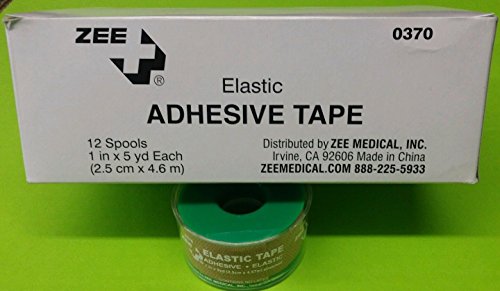 ZEE
®
0370
Elastic
ADHESIVE TAPE
12 Spools
1 in x 5 yd Each
(2.5 cm x 4.6 m)
Distributed by ZEE MEDICAL, INC.
Irvine, CA 92606 Made in China
ZEEMEDICAL.COM 888-225-5933
ZEE
ELASTIC TAPE
ADHESIVE • ELASTIC